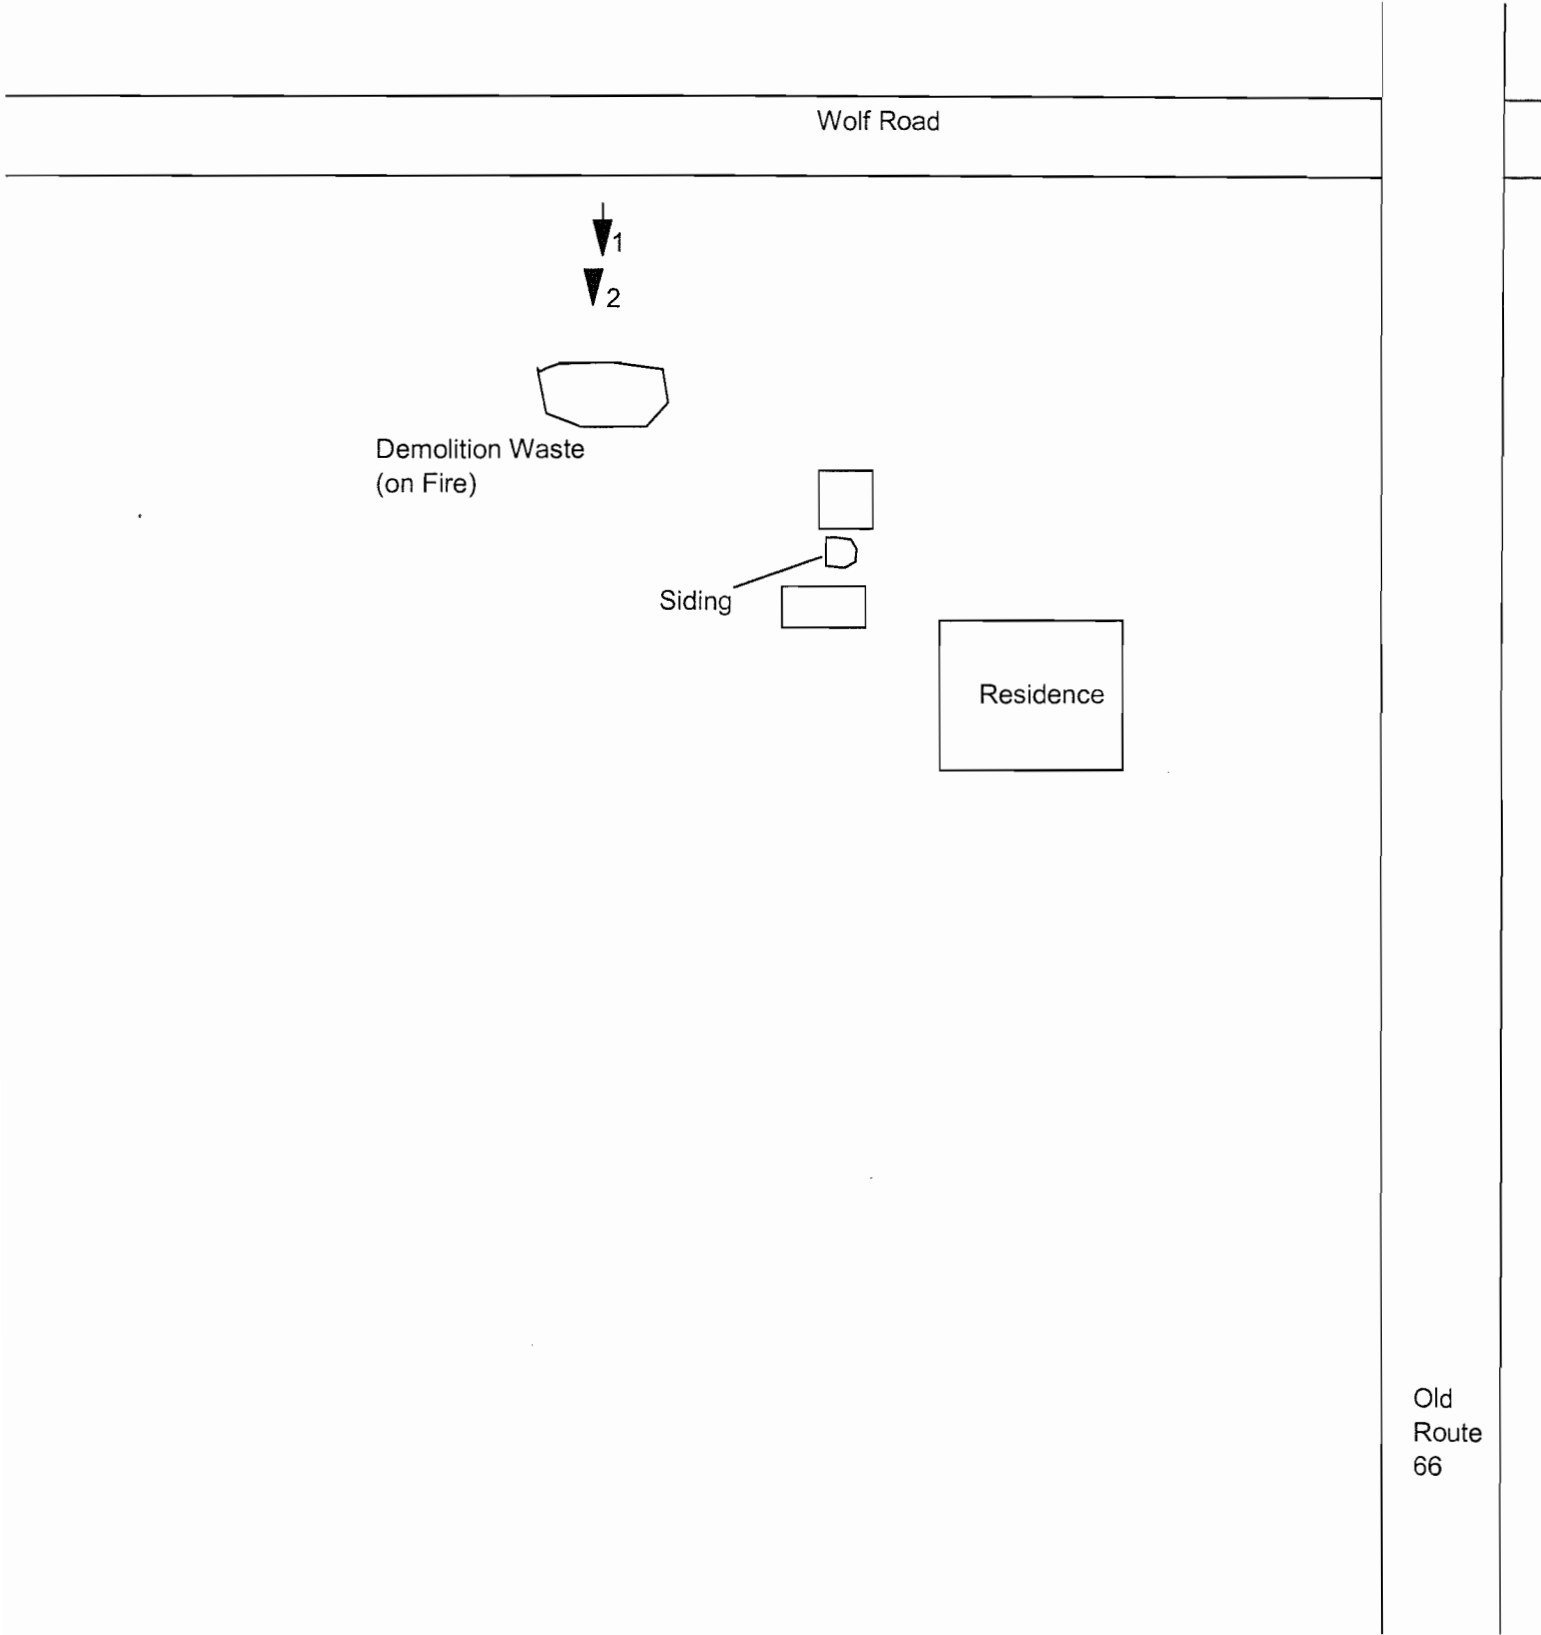 Wolf Road
1
2
Demolition Waste
(on Fire)
Siding
Residence
Old
Route
66